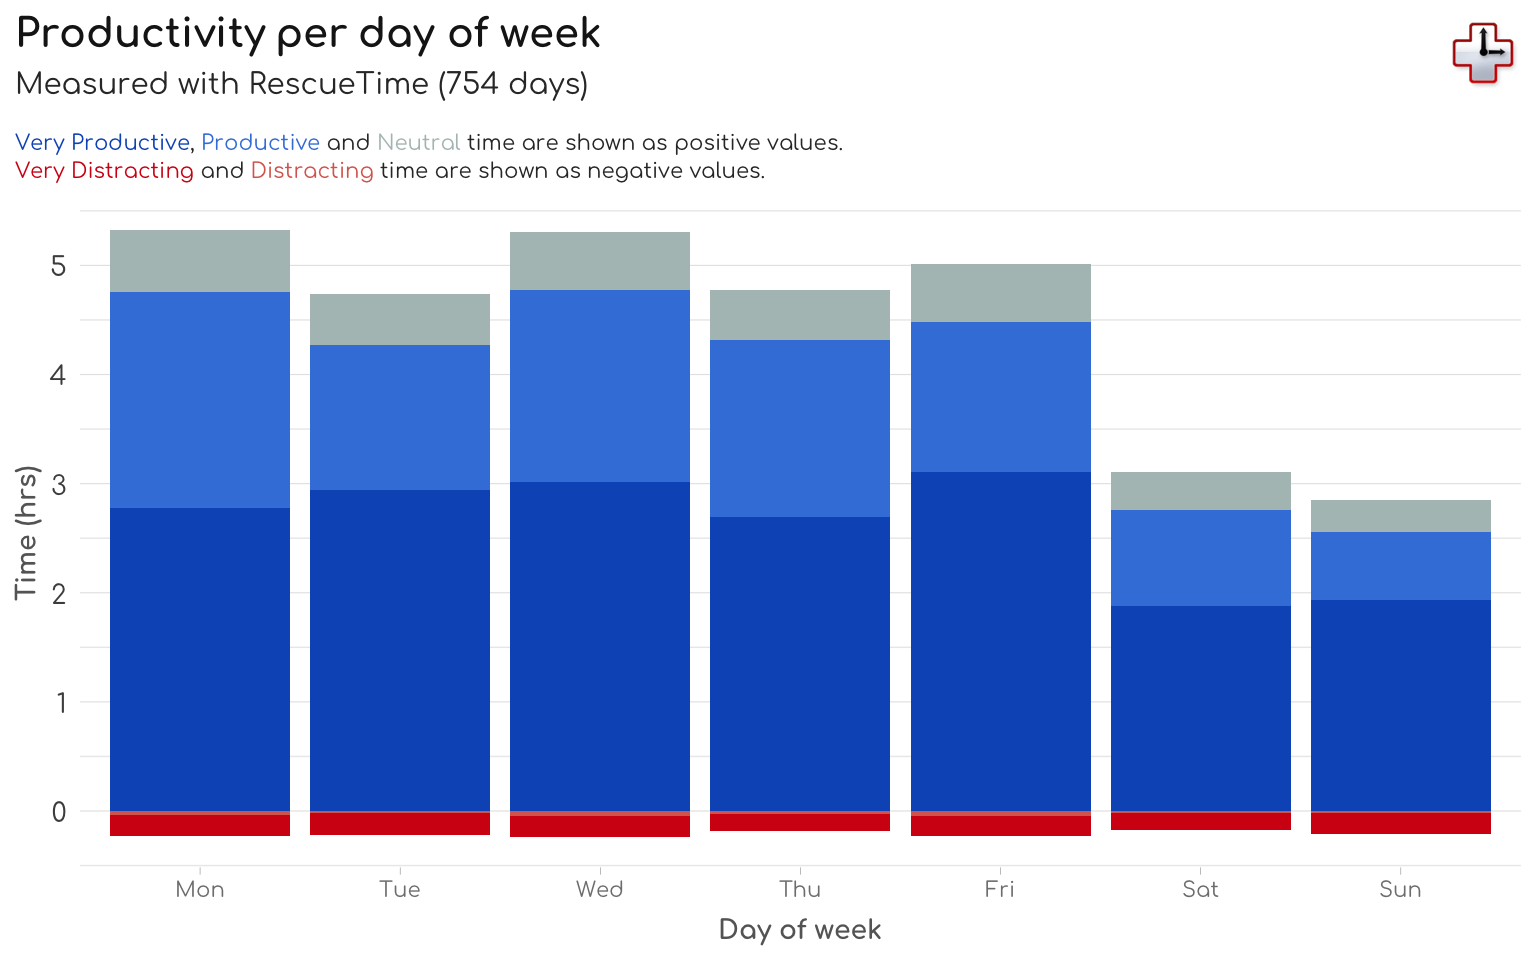 Productivity per day of week
Measured with RescueTime (754 days)
Very Productive, Productive and Neutral time are shown as positive values.
Very Distracting and Distracting time are shown as negative values.
Time (hrs)
5
4
3
2
1
0
Mon Tue Wed Thu Fri Sat Sun
Day of week